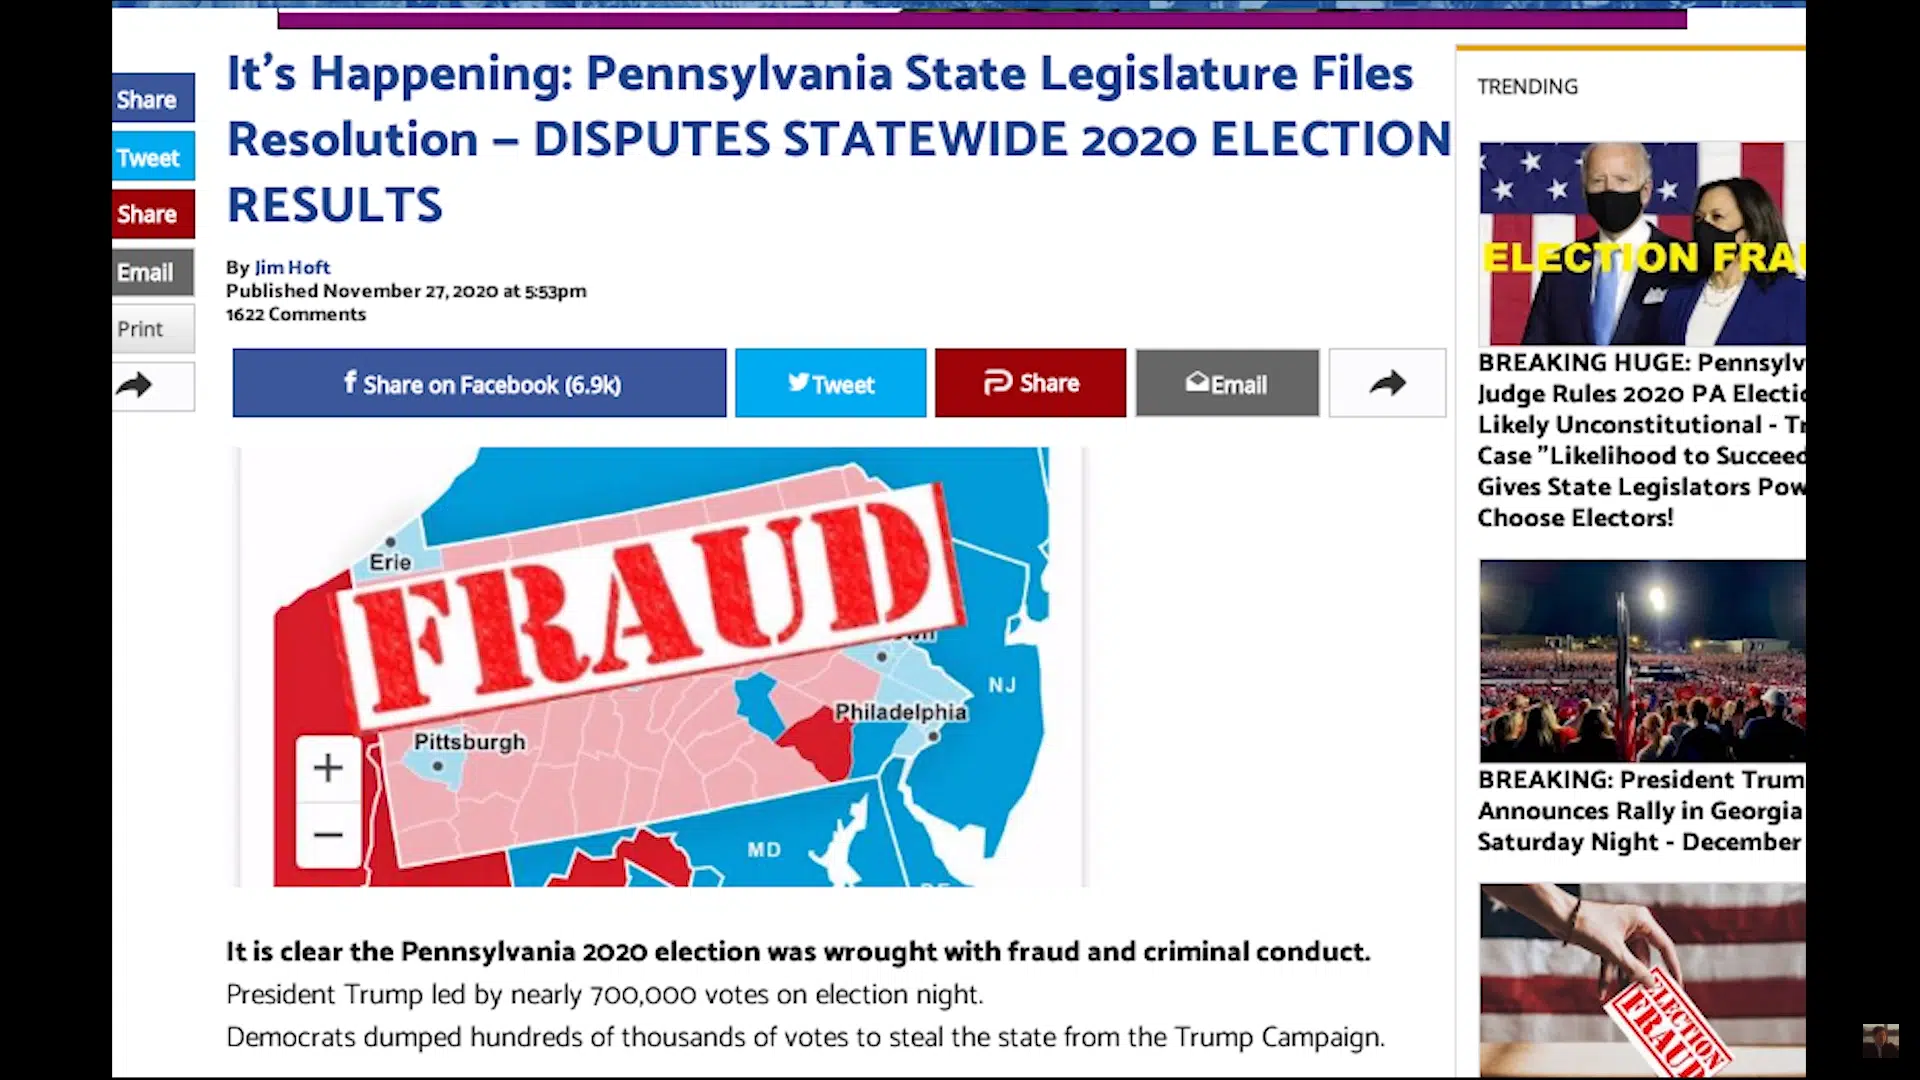 It's Happening: Pennsylvania State Legislature Files
Resolution – DISPUTES STATEWIDE 2020 ELECTION
RESULTS
By Jim Hoft
Published November 27, 2020 at 5:53pm
1622 Comments
Share
Tweet
Share
Email
Print
Share on Facebook (6.9k)
Tweet
Share
Email
Erie
FRAUD
NJ
Philadelphia
Pittsburgh
+
−
MD
It is clear the Pennsylvania 2020 election was wrought with fraud and criminal conduct.
President Trump led by nearly 700,000 votes on election night.
Democrats dumped hundreds of thousands of votes to steal the state from the Trump Campaign.
TRENDING
ELECTION FRA
BREAKING HUGE: Pennsylv
Judge Rules 2020 PA Electio
Likely Unconstitutional - Tr
Case "Likelihood to Succeed
Gives State Legislators Pow
Choose Electors!
BREAKING: President Trum
Announces Rally in Georgia
Saturday Night - December
ELECTION
FRAUD